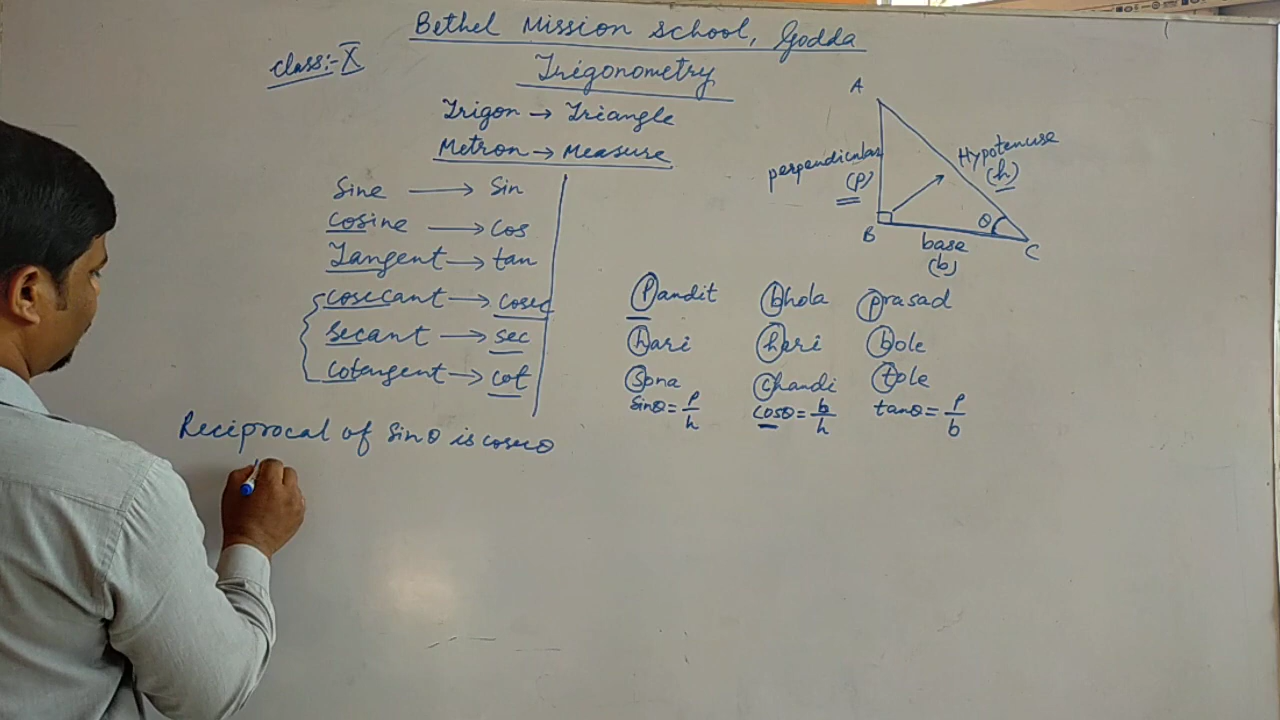 Bethel Mission School, Godda
class:- X
Trigonometry
Trigon → Triangle
Metron → Measure
Sine → Sin
cosine → Cos
Tangent → tan
cosecant → cosec
secant → sec
cotangent → cot
A
perpendicular
(p)
Hypotenuse
(h)
θ
B
base
(b)
C
Pandit bhola prasad
hari heri bole
Sona chandi tole
sinθ = p/h cosθ = b/h tanθ = p/b
Reciprocal of Sinθ is cosecθ